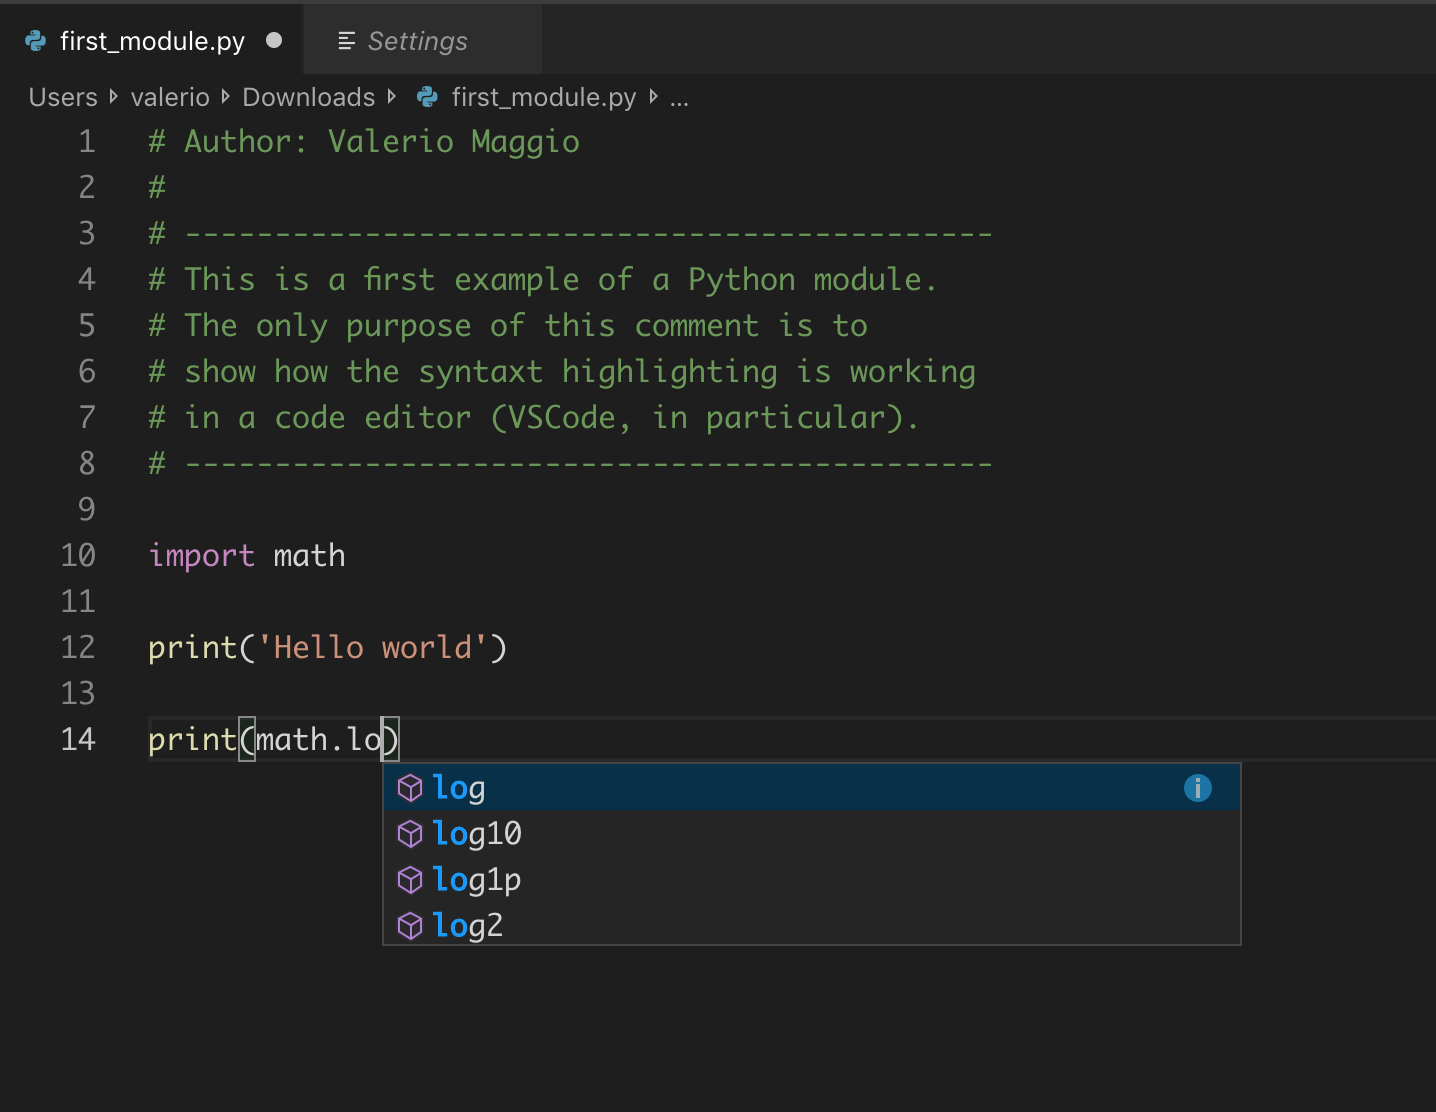 first_module.py Settings
Users valerio Downloads first_module.py ...
1 # Author: Valerio Maggio
2 #
3 # ---------------------------------------------
4 # This is a first example of a Python module.
5 # The only purpose of this comment is to
6 # show how the syntaxt highlighting is working
7 # in a code editor (VSCode, in particular).
8 # ---------------------------------------------
9
10 import math
11
12 print('Hello world')
13
14 print(math.lo)
log
log10
log1p
log2